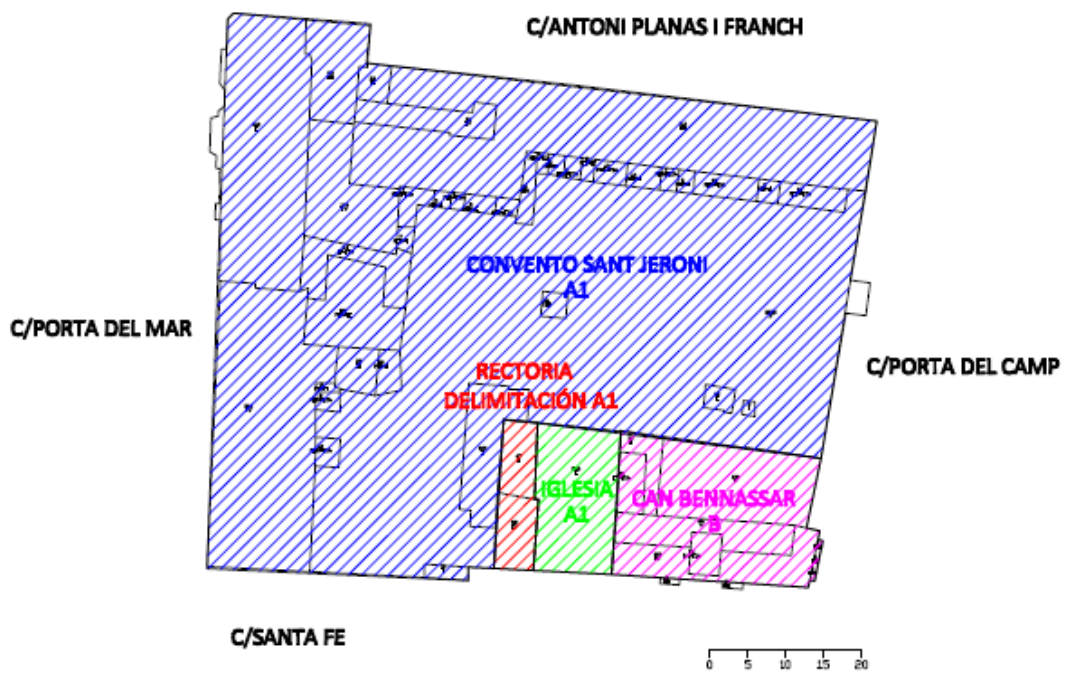 C/ANTONI PLANAS I FRANCH
CONVENTO SANT JERONI
A1
C/PORTA DEL MAR
C/PORTA DEL CAMP
RECTORIA
DELIMITACIÓN A1
IGLESIA
A1
CAN BENNASSAR
B
C/SANTA FE
0 5 10 15 20